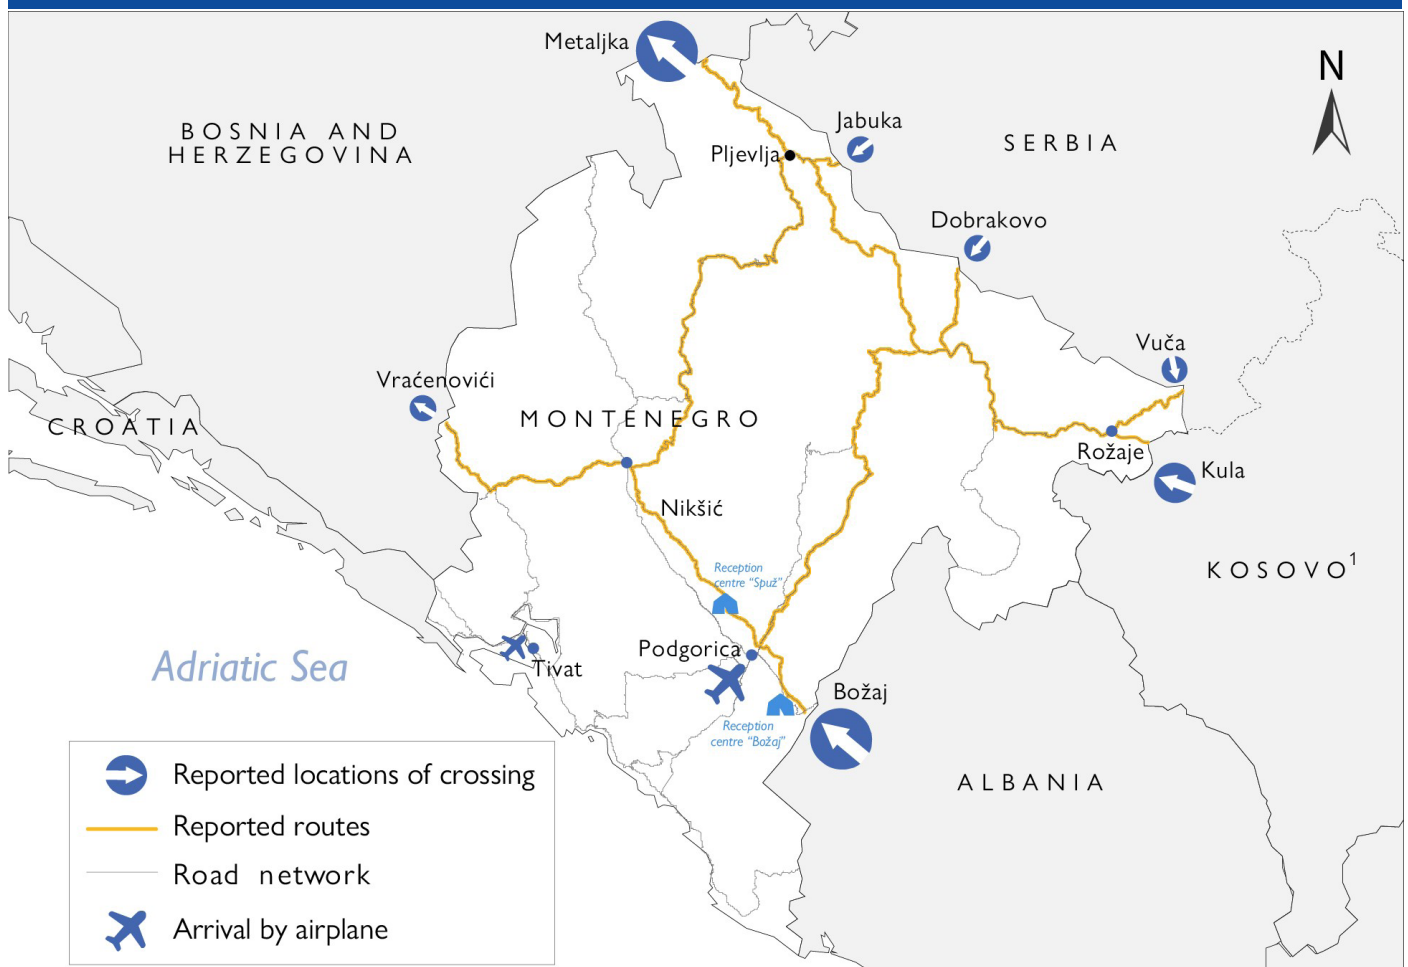 Metaljka
N
Jabuka
BOSNIA AND
HERZEGOVINA
SERBIA
Pljevlja
Dobrakovo
Vuča
Vraćenovići
CROATIA
MONTENEGRO
Rožaje
Kula
Nikšić
KOSOVO1
Reception
centre “Spuž”
Podgorica
Adriatic Sea
Tivat
Božaj
Reception
centre “Božaj”
ALBANIA
Reported locations of crossing
Reported routes
Road network
Arrival by airplane